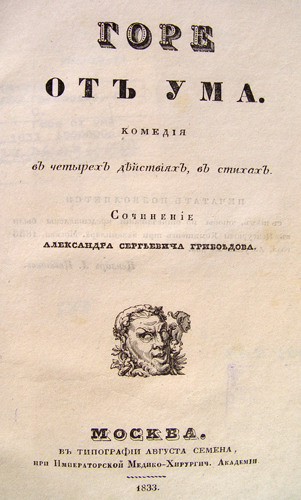 ГОРЕ
ОТЪ УМА.
КОМЕДІЯ
въ четырехъ дѣйствіяхъ, въ стихахъ.
Сочиненіе
Александра Сергѣевича Грибоѣдова.
МОСКВА.
Въ Типографіи Августа Семена,
при Императорской Медико-Хирургич. Академіи
1833.